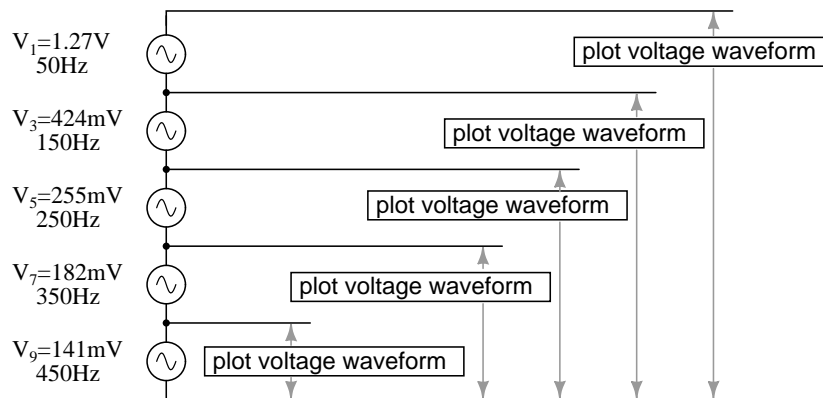 V1=1.27V
50Hz
plot voltage waveform
V3=424mV
150Hz
plot voltage waveform
V5=255mV
250Hz
plot voltage waveform
V7=182mV
350Hz
plot voltage waveform
V9=141mV
450Hz
plot voltage waveform